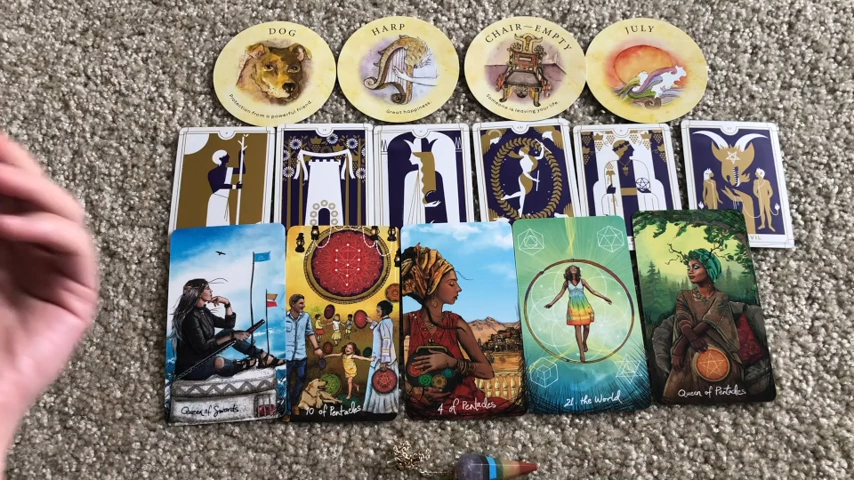 DOG
Protection from a powerful friend
HARP
Great happiness
CHAIR—EMPTY
Someone is leaving your life
JULY
Queen of Swords
10 of Pentacles
4 of Pentacles
21 the World
Queen of Pentacles